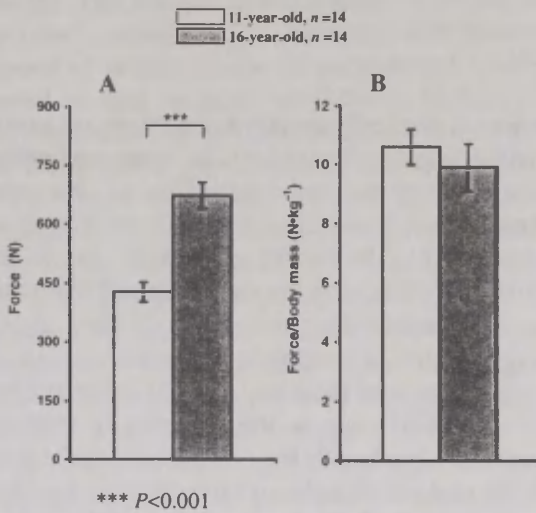 11-year-old, n =14
16-year-old, n =14
A
Force (N)
900
750
600
450
300
150
0
***
B
Force/Body mass (N•kg⁻¹)
12
10
8
6
4
2
0
*** P<0.001